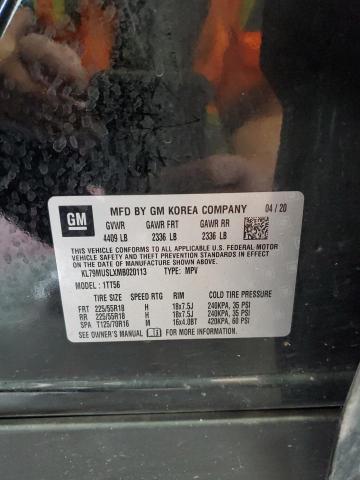 GM
MFD BY GM KOREA COMPANY 04 / 20
GVWR GAWR FRT GAWR RR
4409 LB 2336 LB 2336 LB
THIS VEHICLE CONFORMS TO ALL APPLICABLE U.S. FEDERAL MOTOR
VEHICLE SAFETY AND THEFT PREVENTION STANDARDS IN EFFECT ON
THE DATE OF MANUFACTURE SHOWN ABOVE.
KL79MUSLXMB020113 TYPE: MPV
MODEL: 1TT56
TIRE SIZE SPEED RTG RIM COLD TIRE PRESSURE
FRT 225/55R18 H 18x7.5J 240KPA, 35 PSI
RR 225/55R18 H 18x7.5J 240KPA, 35 PSI
SPA T125/70R16 M 16x4.0BT 420KPA, 60 PSI
SEE OWNER'S MANUAL FOR MORE INFORMATION.